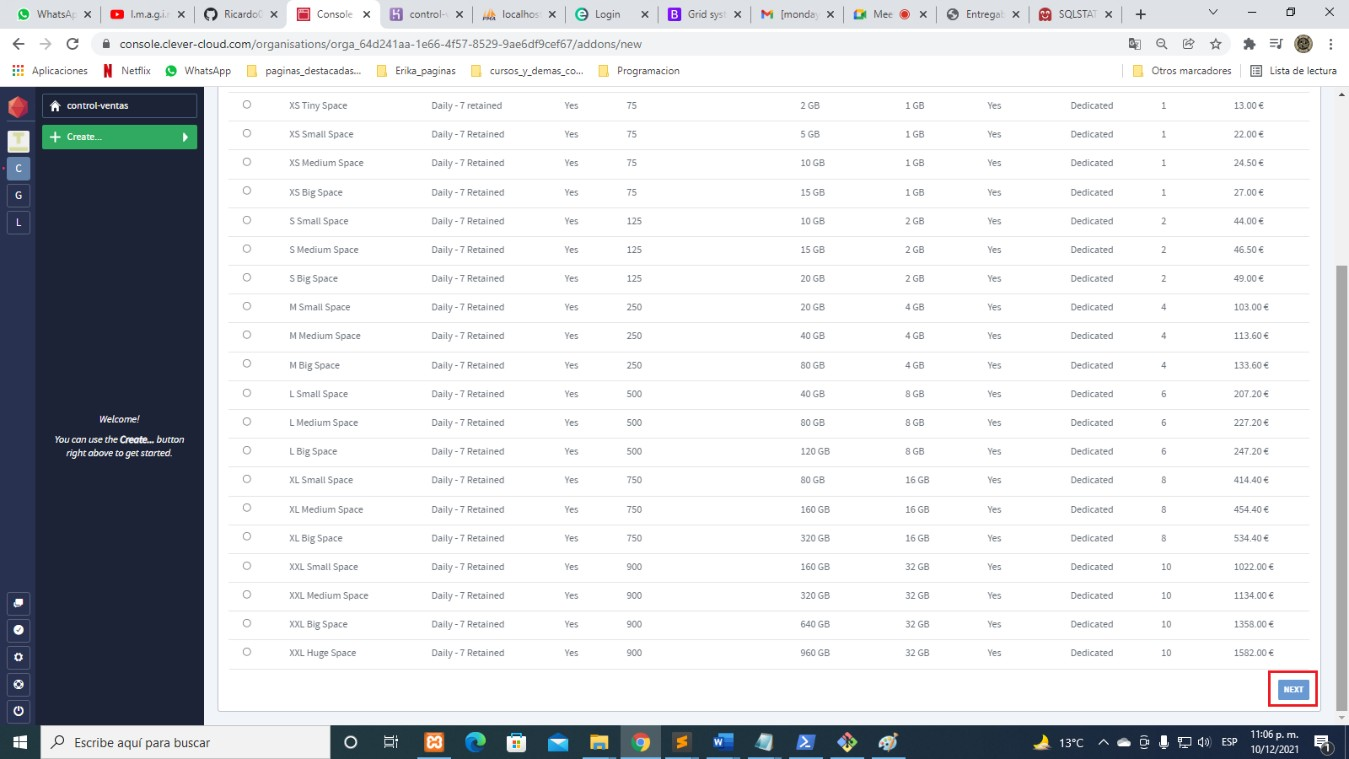 WhatsAp
I.m.a.g.i.
Ricardo
Console
control-v
localhos
Login
Grid sys
[monday
Mee
Entregab
SQLSTAT
console.clever-cloud.com/organisations/orga_64d241aa-1e66-4f57-8529-9ae6df9cef67/addons/new
Aplicaciones Netflix WhatsApp paginas_destacadas... Erika_paginas cursos_y_demas_co... Programacion Otros marcadores Lista de lectura
control-ventas
Create...
T
C
G
L
Welcome!
You can use the Create... button
right above to get started.
XS Tiny Space Daily - 7 retained Yes 75 2 GB 1 GB Yes Dedicated 1 13.00 €
XS Small Space Daily - 7 Retained Yes 75 5 GB 1 GB Yes Dedicated 1 22.00 €
XS Medium Space Daily - 7 Retained Yes 75 10 GB 1 GB Yes Dedicated 1 24.50 €
XS Big Space Daily - 7 Retained Yes 75 15 GB 1 GB Yes Dedicated 1 27.00 €
S Small Space Daily - 7 Retained Yes 125 10 GB 2 GB Yes Dedicated 2 44.00 €
S Medium Space Daily - 7 Retained Yes 125 15 GB 2 GB Yes Dedicated 2 46.50 €
S Big Space Daily - 7 Retained Yes 125 20 GB 2 GB Yes Dedicated 2 49.00 €
M Small Space Daily - 7 Retained Yes 250 20 GB 4 GB Yes Dedicated 4 103.00 €
M Medium Space Daily - 7 Retained Yes 250 40 GB 4 GB Yes Dedicated 4 113.60 €
M Big Space Daily - 7 Retained Yes 250 80 GB 4 GB Yes Dedicated 4 133.60 €
L Small Space Daily - 7 Retained Yes 500 40 GB 8 GB Yes Dedicated 6 207.20 €
L Medium Space Daily - 7 Retained Yes 500 80 GB 8 GB Yes Dedicated 6 227.20 €
L Big Space Daily - 7 Retained Yes 500 120 GB 8 GB Yes Dedicated 6 247.20 €
XL Small Space Daily - 7 Retained Yes 750 80 GB 16 GB Yes Dedicated 8 414.40 €
XL Medium Space Daily - 7 Retained Yes 750 160 GB 16 GB Yes Dedicated 8 454.40 €
XL Big Space Daily - 7 Retained Yes 750 320 GB 16 GB Yes Dedicated 8 534.40 €
XXL Small Space Daily - 7 Retained Yes 900 160 GB 32 GB Yes Dedicated 10 1022.00 €
XXL Medium Space Daily - 7 Retained Yes 900 320 GB 32 GB Yes Dedicated 10 1134.00 €
XXL Big Space Daily - 7 Retained Yes 900 640 GB 32 GB Yes Dedicated 10 1358.00 €
XXL Huge Space Daily - 7 Retained Yes 900 960 GB 32 GB Yes Dedicated 10 1582.00 €
NEXT
Escribe aquí para buscar
13°C
ESP
11:06 p. m.
10/12/2021
1